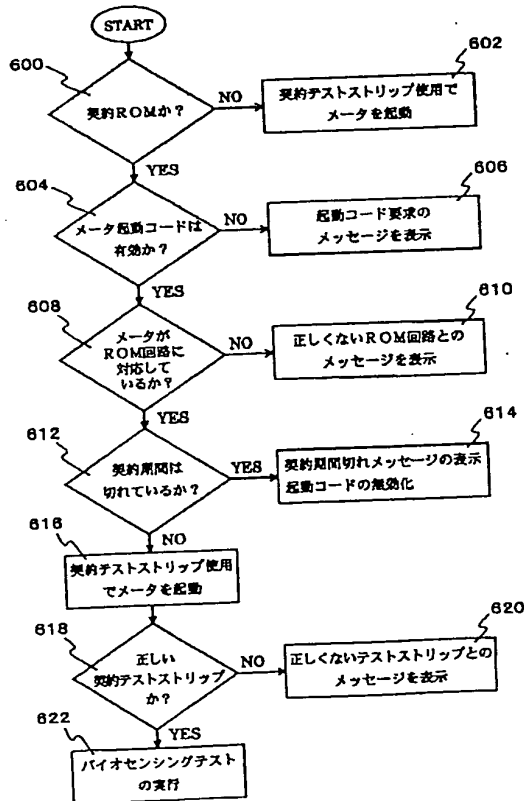 START
600
契約ROMか?
NO
602
契約テストストリップ使用で
メータを起動
YES
604
メータ起動コードは
有効か?
NO
606
起動コード要求の
メッセージを表示
YES
608
メータが
ROM回路に
対応して
いるか?
NO
610
正しくないROM回路との
メッセージを表示
YES
612
契約期間は
切れているか?
YES
614
契約期間切れメッセージの表示
起動コードの無効化
NO
616
契約テストストリップ使用
でメータを起動
618
正しい
契約テストストリップ
か?
NO
620
正しくないテストストリップとの
メッセージを表示
YES
622
バイオセンシングテスト
の実行